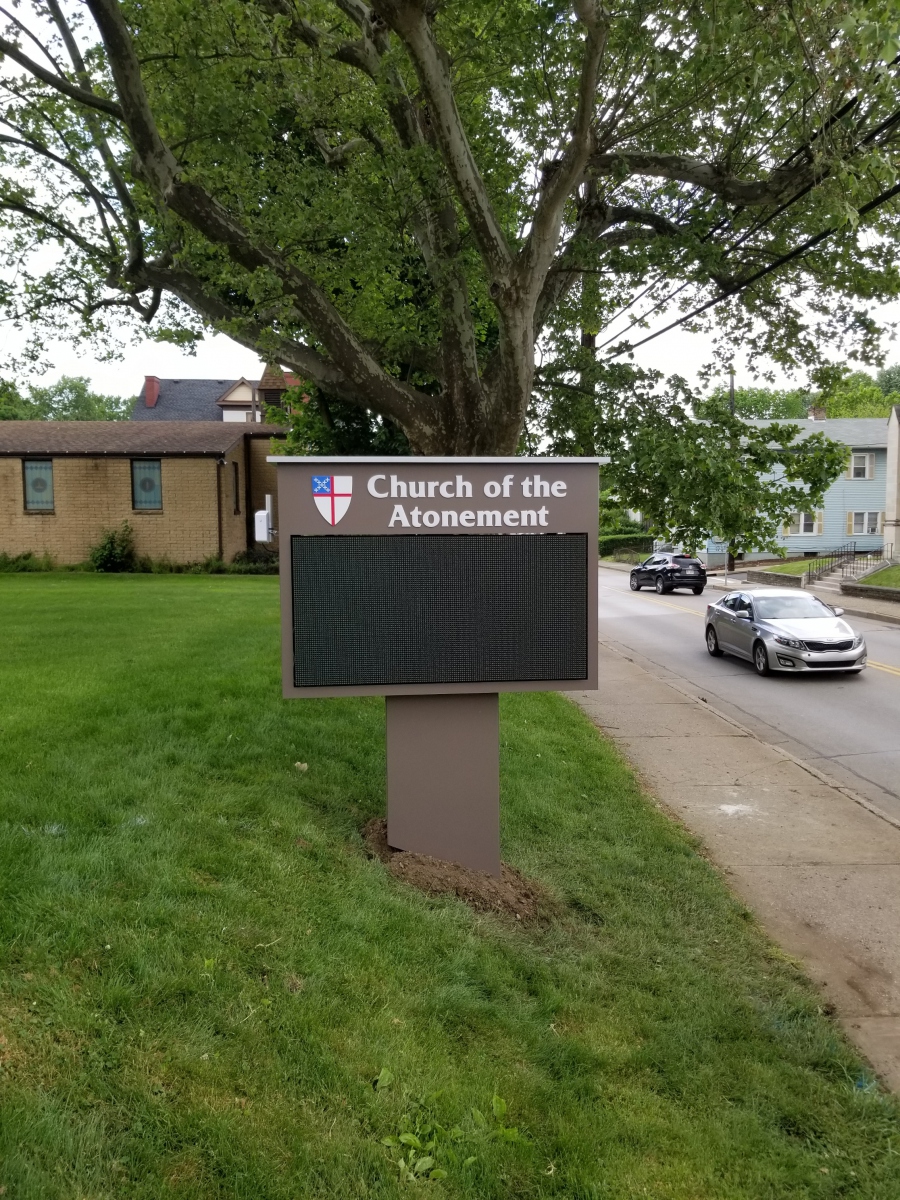 Church of the
Atonement